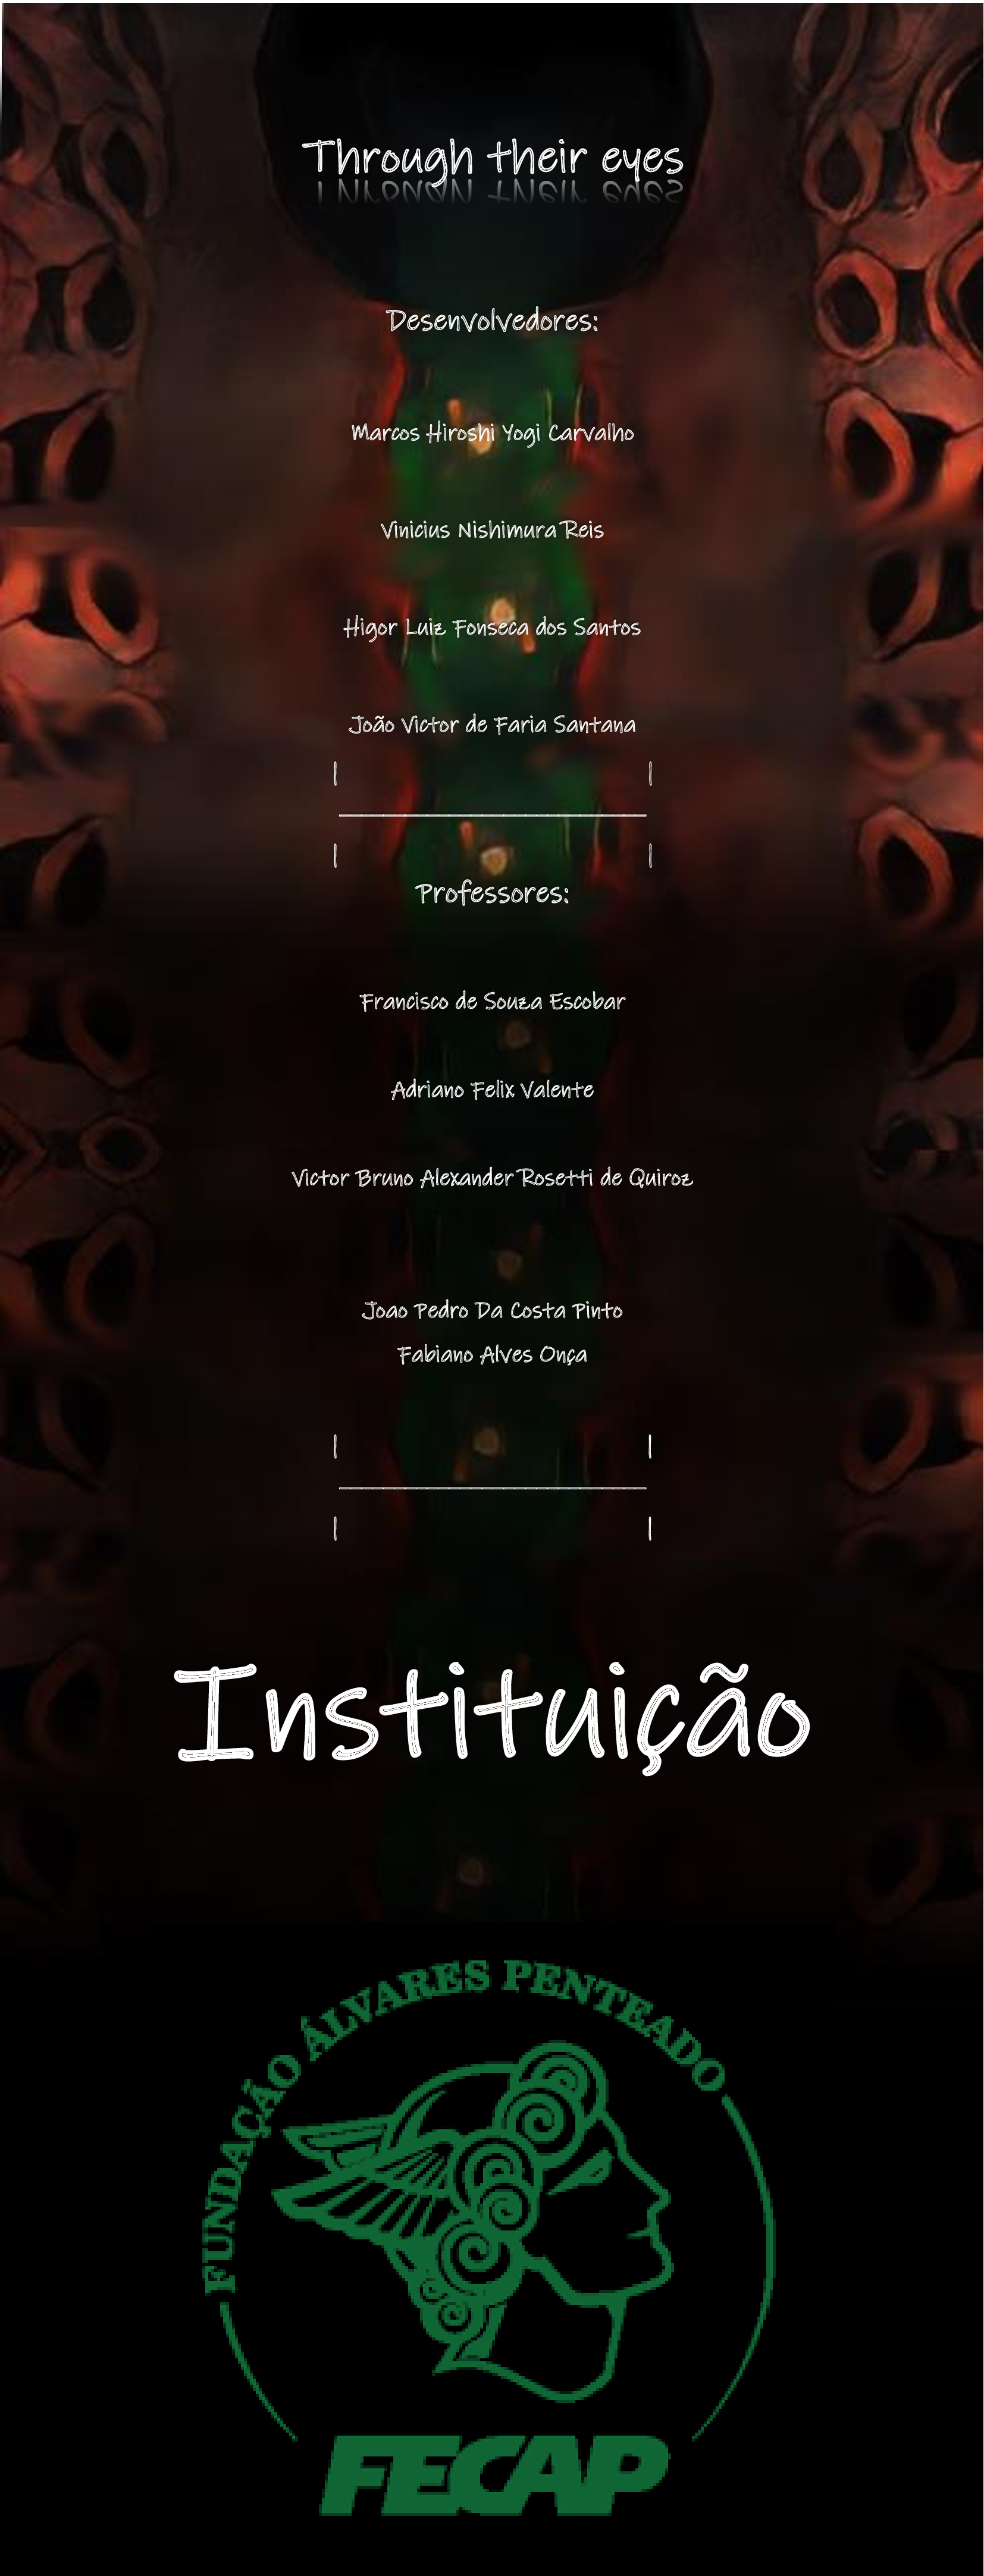 Through their eyes
Desenvolvedores:
Marcos Hiroshi Yogi Carvalho
Vinicius Nishimura Reis
Higor Luiz Fonseca dos Santos
João Victor de Faria Santana
Professores:
Francisco de Souza Escobar
Adriano Felix Valente
Victor Bruno Alexander Rosetti de Quiroz
Joao Pedro Da Costa Pinto
Fabiano Alves Onça
Instituição
FUNDAÇÃO ÁLVARES PENTEADO
FECAP